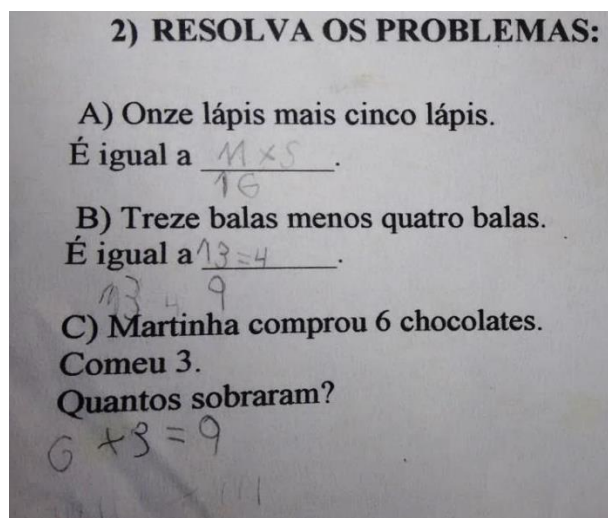 2) RESOLVA OS PROBLEMAS:
A) Onze lápis mais cinco lápis.
É igual a 11 x 5.
16
B) Treze balas menos quatro balas.
É igual a 13 = 4.
13 4 9
C) Martinha comprou 6 chocolates.
Comeu 3.
Quantos sobraram?
6 + 3 = 9